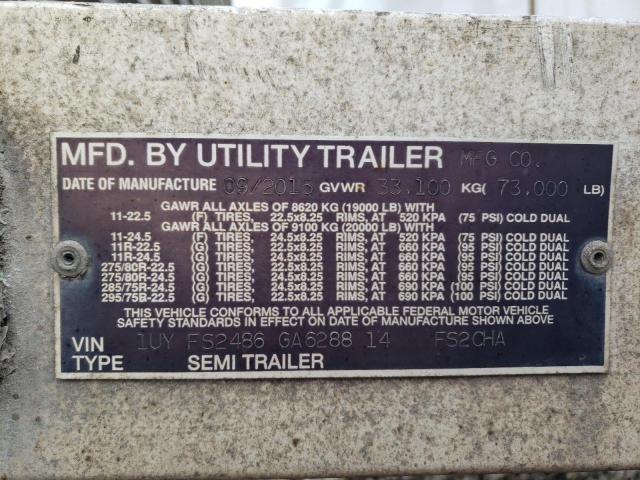 MFD. BY UTILITY TRAILER MFG CO.
DATE OF MANUFACTURE 09/2015 GVWR 33.100 KG( 73.000 LB)
GAWR ALL AXLES OF 8620 KG (19000 LB) WITH
11-22.5 (F) TIRES, 22.5x8.25 RIMS, AT 520 KPA (75 PSI) COLD DUAL
GAWR ALL AXLES OF 9100 KG (20000 LB) WITH
11-24.5 (F) TIRES, 24.5x8.25 RIMS, AT 520 KPA (75 PSI) COLD DUAL
11R-22.5 (G) TIRES, 22.5x8.25 RIMS, AT 660 KPA (95 PSI) COLD DUAL
11R-24.5 (G) TIRES, 24.5x8.25 RIMS, AT 660 KPA (95 PSI) COLD DUAL
275/80R-22.5 (G) TIRES, 22.5x8.25 RIMS, AT 660 KPA (95 PSI) COLD DUAL
275/80R-24.5 (G) TIRES, 24.5x8.25 RIMS, AT 660 KPA (95 PSI) COLD DUAL
285/75R-24.5 (G) TIRES, 24.5x8.25 RIMS, AT 690 KPA (100 PSI) COLD DUAL
295/75R-22.5 (G) TIRES, 22.5x8.25 RIMS, AT 690 KPA (100 PSI) COLD DUAL
THIS VEHICLE CONFORMS TO ALL APPLICABLE FEDERAL MOTOR VEHICLE
SAFETY STANDARDS IN EFFECT ON DATE OF MANUFACTURE SHOWN ABOVE
VIN 1UY FS2486 GA6288 14 FS2CHA
TYPE SEMI TRAILER